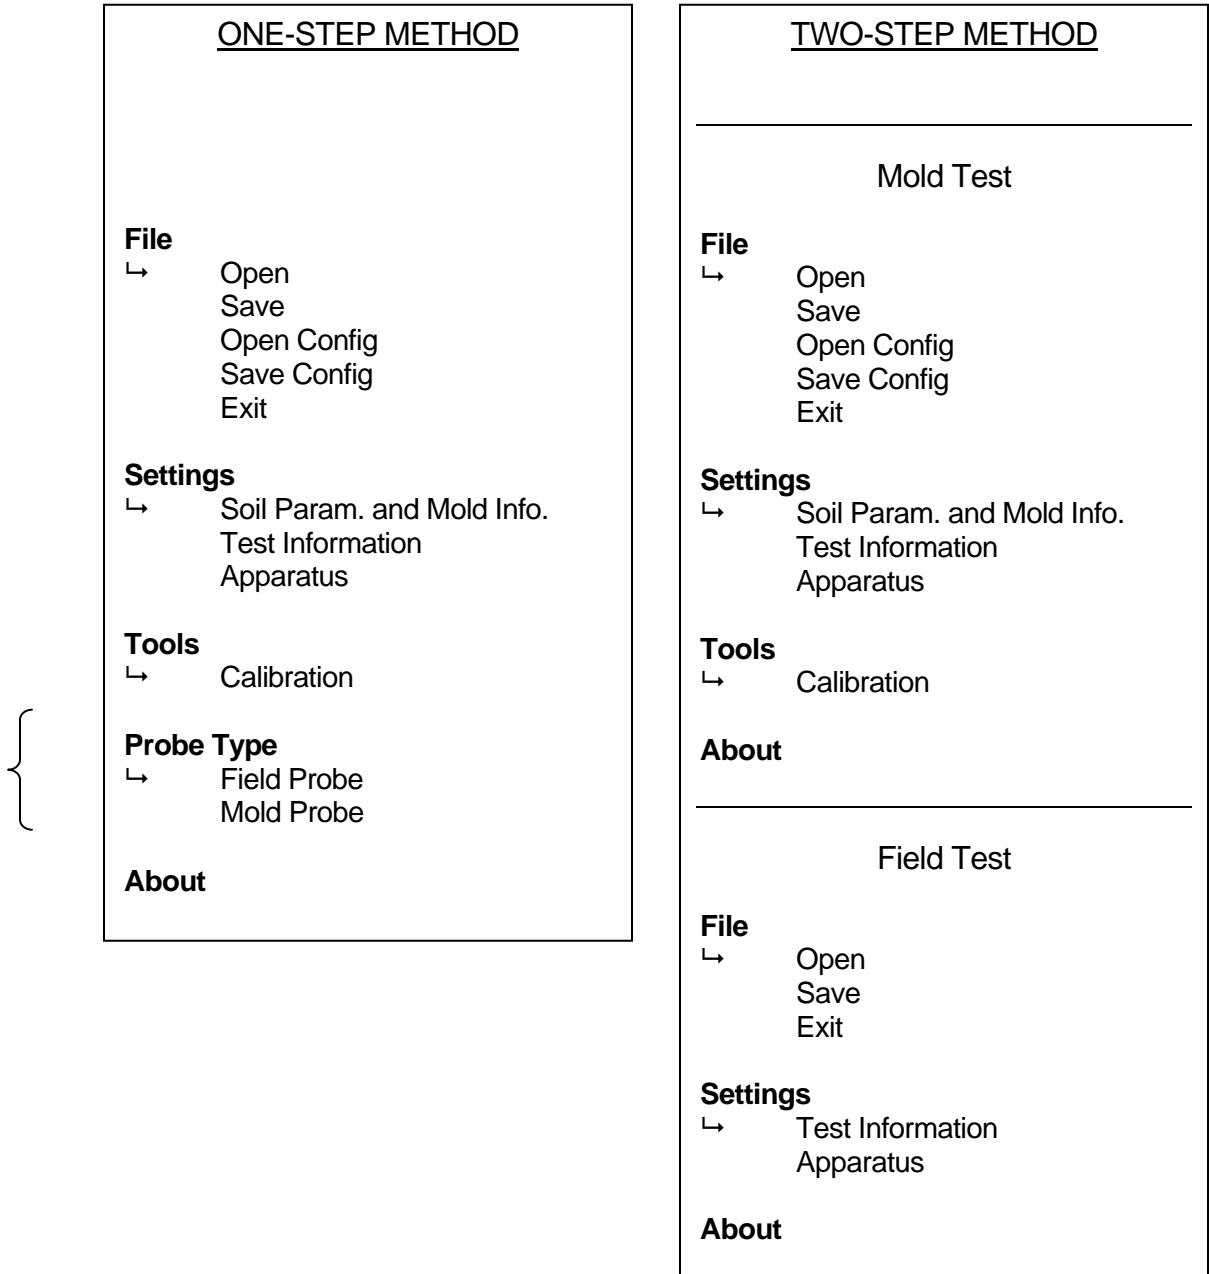 ONE-STEP METHOD
File
↳ Open
Save
Open Config
Save Config
Exit
Settings
↳ Soil Param. and Mold Info.
Test Information
Apparatus
Tools
↳ Calibration
Probe Type
↳ Field Probe
Mold Probe
About
TWO-STEP METHOD
Mold Test
File
↳ Open
Save
Open Config
Save Config
Exit
Settings
↳ Soil Param. and Mold Info.
Test Information
Apparatus
Tools
↳ Calibration
About
Field Test
File
↳ Open
Save
Exit
Settings
↳ Test Information
Apparatus
About